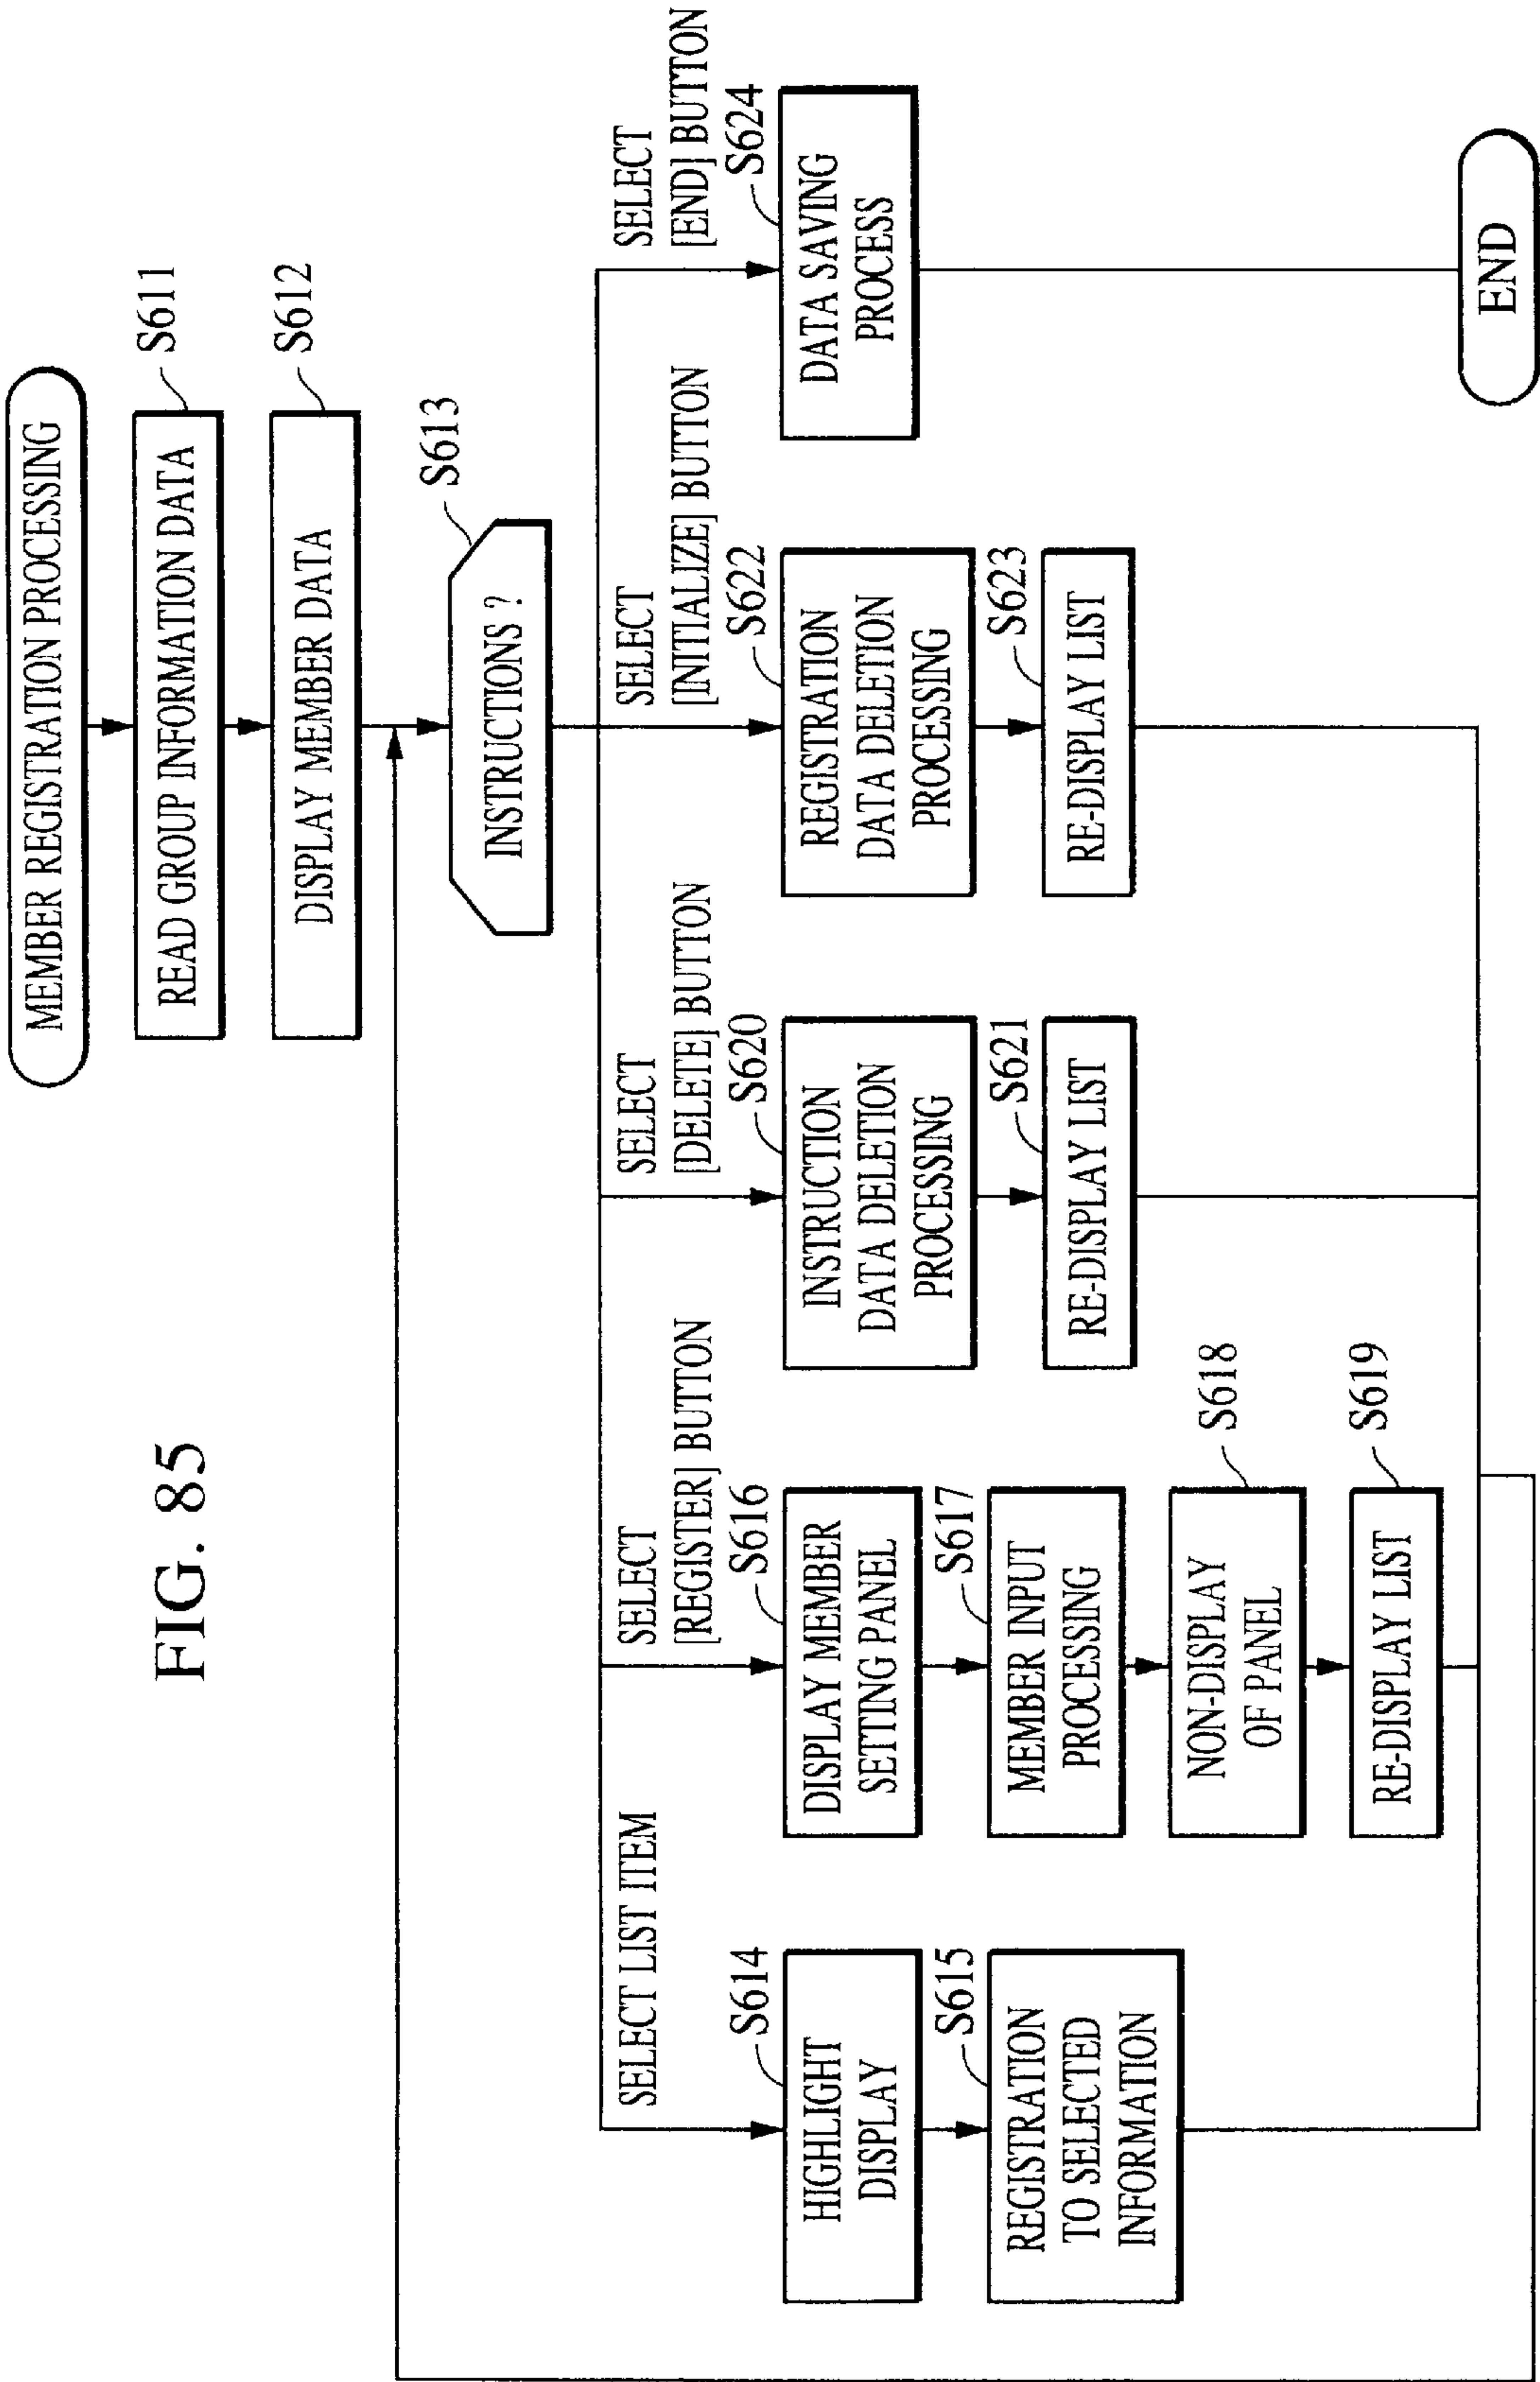 FIG. 85
MEMBER REGISTRATION PROCESSING
READ GROUP INFORMATION DATA
S611
DISPLAY MEMBER DATA
S612
INSTRUCTIONS ?
S613
SELECT LIST ITEM
S614
HIGHLIGHT
DISPLAY
S615
REGISTRATION
TO SELECTED
INFORMATION
SELECT
[REGISTER] BUTTON
S616
DISPLAY MEMBER
SETTING PANEL
S617
MEMBER INPUT
PROCESSING
S618
NON-DISPLAY
OF PANEL
S619
RE-DISPLAY LIST
SELECT
[DELETE] BUTTON
S620
INSTRUCTION
DATA DELETION
PROCESSING
S621
RE-DISPLAY LIST
SELECT
[INITIALIZE] BUTTON
S622
REGISTRATION
DATA DELETION
PROCESSING
S623
RE-DISPLAY LIST
SELECT
[END] BUTTON
S624
DATA SAVING
PROCESS
END